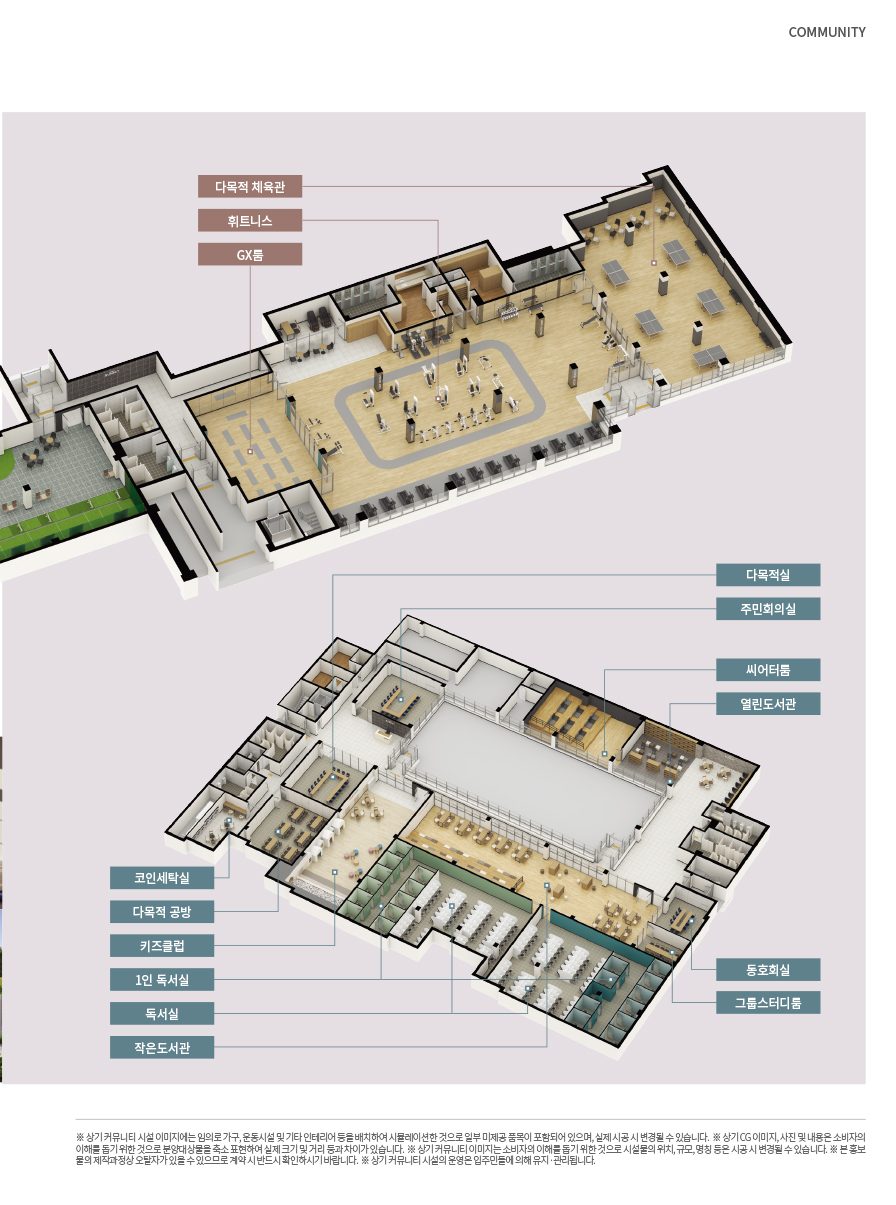 COMMUNITY
다목적 체육관
휘트니스
GX룸
다목적실
주민회의실
씨어터룸
열린도서관
코인세탁실
다목적 공방
키즈클럽
1인 독서실
독서실
작은도서관
동호회실
그룹스터디룸
※ 상기 커뮤니티 시설 이미지에는 임의로 가구, 운동시설 및 기타 인테리어 등을 배치하여 시뮬레이션한 것으로 일부 미제공 품목이 포함되어 있으며, 실제 시공 시 변경될 수 있습니다. ※ 상기 CG 이미지, 사진 및 내용은 소비자의
이해를 돕기 위한 것으로 분양대상물을 축소 표현하여 실제 크기 및 거리 등과 차이가 있습니다. ※ 상기 커뮤니티 이미지는 소비자의 이해를 돕기 위한 것으로 시설물의 위치, 규모, 명칭 등은 시공 시 변경될 수 있습니다. ※ 본 홍보
물의 제작과정상 오탈자가 있을 수 있으므로 계약 시 반드시 확인하시기 바랍니다. ※ 상기 커뮤니티 시설의 운영은 입주민들에 의해 유지·관리됩니다.